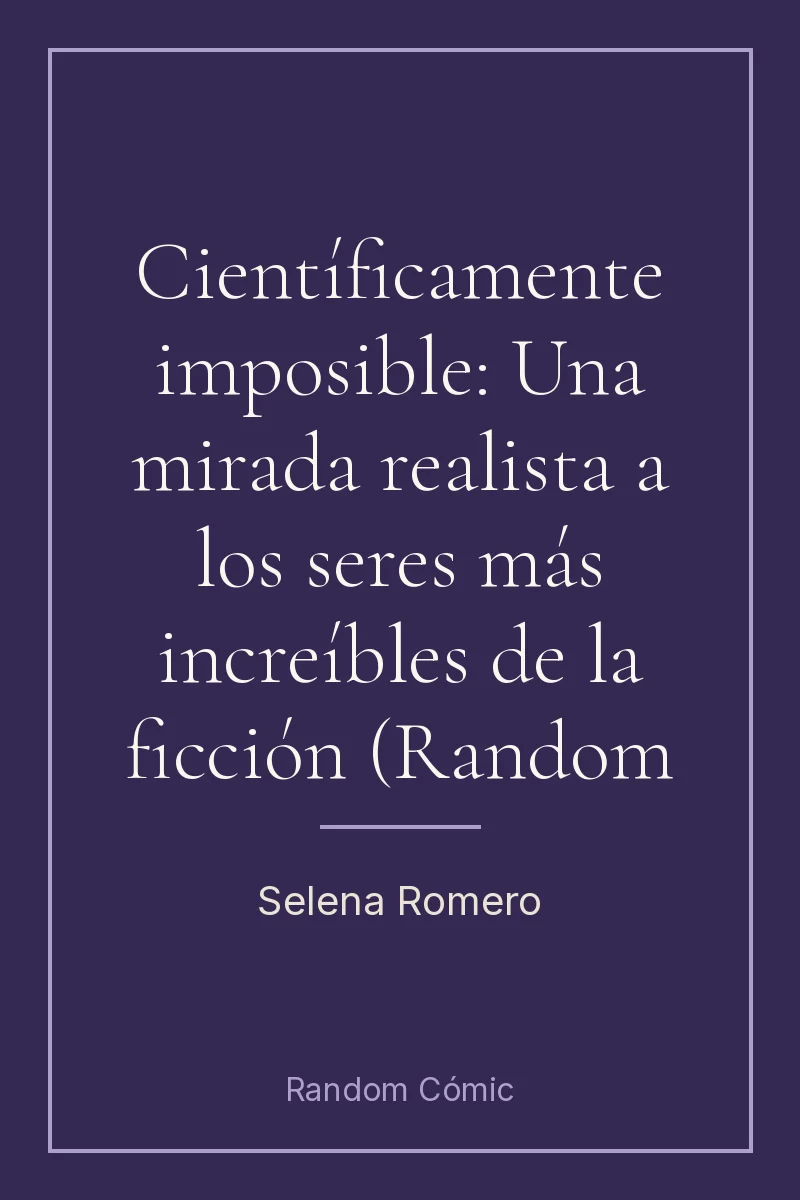 Científicamente
imposible: Una
mirada realista a
los seres más
increíbles de la
ficción (Random
Selena Romero
Random Cómic